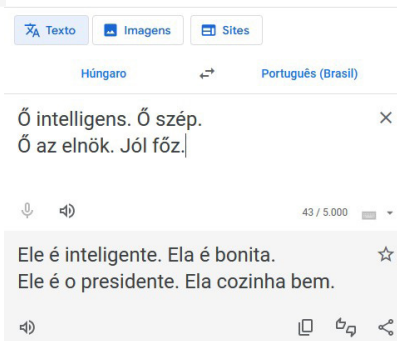 Texto Imagens Sites
Húngaro Português (Brasil)
Ő intelligens. Ő szép.
Ő az elnök. Jól főz.
43 / 5.000
Ele é inteligente. Ela é bonita.
Ele é o presidente. Ela cozinha bem.